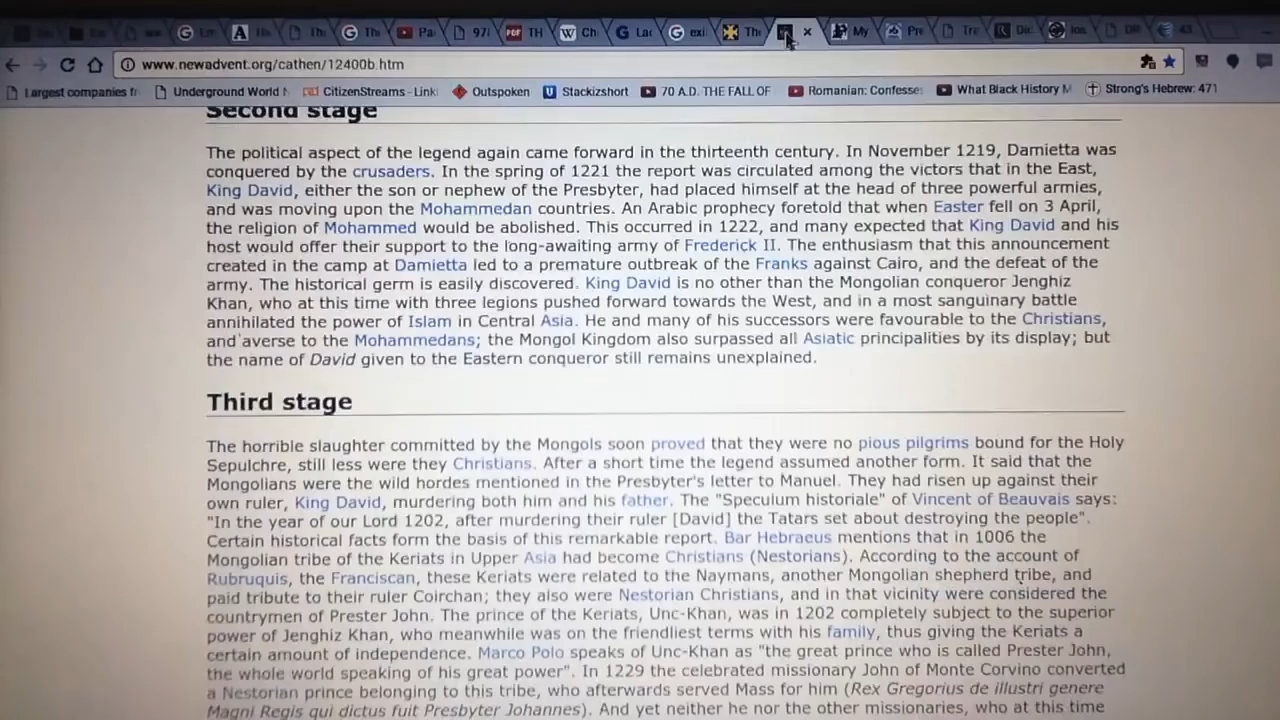 Th
Pa
97
PDF TH
W Ch
G Lac
G exi
The
My
Pre
Tra
Dic
www.newadvent.org/cathen/12400b.htm
Largest companies fr
Underground World N
CitizenStreams - Link
Outspoken
Stackizshort
70 A.D. THE FALL OF
Romanian: Confesse
What Black History M
Strong's Hebrew: 471
Second stage
The political aspect of the legend again came forward in the thirteenth century. In November 1219, Damietta was
conquered by the crusaders. In the spring of 1221 the report was circulated among the victors that in the East,
King David, either the son or nephew of the Presbyter, had placed himself at the head of three powerful armies,
and was moving upon the Mohammedan countries. An Arabic prophecy foretold that when Easter fell on 3 April,
the religion of Mohammed would be abolished. This occurred in 1222, and many expected that King David and his
host would offer their support to the long-awaiting army of Frederick II. The enthusiasm that this announcement
created in the camp at Damietta led to a premature outbreak of the Franks against Cairo, and the defeat of the
army. The historical germ is easily discovered. King David is no other than the Mongolian conqueror Jenghiz
Khan, who at this time with three legions pushed forward towards the West, and in a most sanguinary battle
annihilated the power of Islam in Central Asia. He and many of his successors were favourable to the Christians,
and averse to the Mohammedans; the Mongol Kingdom also surpassed all Asiatic principalities by its display; but
the name of David given to the Eastern conqueror still remains unexplained.
Third stage
The horrible slaughter committed by the Mongols soon proved that they were no pious pilgrims bound for the Holy
Sepulchre, still less were they Christians. After a short time the legend assumed another form. It said that the
Mongolians were the wild hordes mentioned in the Presbyter's letter to Manuel. They had risen up against their
own ruler, King David, murdering both him and his father. The "Speculum historiale" of Vincent of Beauvais says:
"In the year of our Lord 1202, after murdering their ruler [David] the Tatars set about destroying the people".
Certain historical facts form the basis of this remarkable report. Bar Hebraeus mentions that in 1006 the
Mongolian tribe of the Keriats in Upper Asia had become Christians (Nestorians). According to the account of
Rubruquis, the Franciscan, these Keriats were related to the Naymans, another Mongolian shepherd tribe, and
paid tribute to their ruler Coirchan; they also were Nestorian Christians, and in that vicinity were considered the
countrymen of Prester John. The prince of the Keriats, Unc-Khan, was in 1202 completely subject to the superior
power of Jenghiz Khan, who meanwhile was on the friendliest terms with his family, thus giving the Keriats a
certain amount of independence. Marco Polo speaks of Unc-Khan as "the great prince who is called Prester John,
the whole world speaking of his great power". In 1229 the celebrated missionary John of Monte Corvino converted
a Nestorian prince belonging to this tribe, who afterwards served Mass for him (Rex Gregorius de illustri genere
Magni Regis qui dictus fuit Presbyter Johannes). And yet neither he nor the other missionaries, who at this time